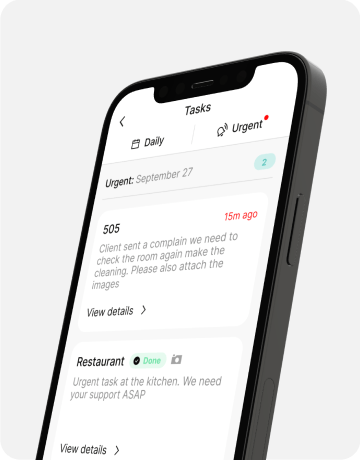 Tasks
Daily
Urgent
Urgent: September 27
2
505
15m ago
Client sent a complain we need to
check the room again make the
cleaning. Please also attach the
images
View details
Restaurant
Done
Urgent task at the kitchen. We need
your support ASAP
View details